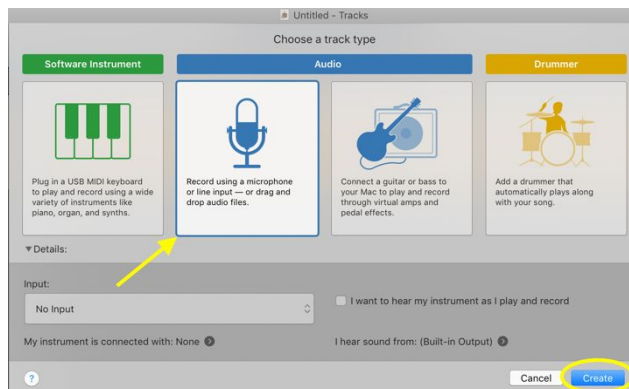 Untitled - Tracks
Choose a track type
Software Instrument
Audio
Drummer
Plug in a USB MIDI keyboard
to play and record using a wide
variety of instruments like
piano, organ, and synths.
Record using a microphone
or line input — or drag and
drop audio files.
Connect a guitar or bass to
your Mac to play and record
through virtual amps and
pedal effects.
Add a drummer that
automatically plays along
with your song.
▼Details:
Input:
No Input
I want to hear my instrument as I play and record
My instrument is connected with: None
I hear sound from: (Built-in Output)
?
Cancel
Create